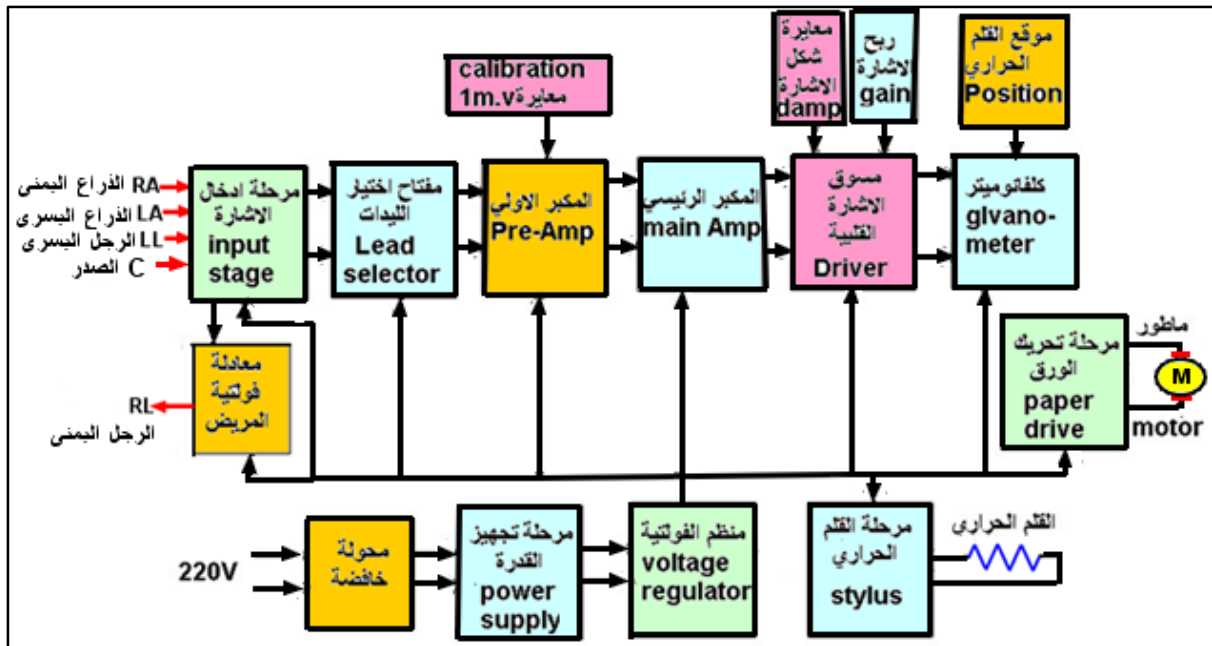 calibration
1m.v معايرة
معايرة
شكل
الاشارة
damp
ربح
الاشارة
gain
موقع القلم
الحراري
Position
RA الذراع اليمنى
LA الذراع اليسرى
LL الرجل اليسرى
C الصدر
مرحلة ادخال
الاشارة
input
stage
مفتاح اختيار
الليدات
Lead
selector
المكبر الاولي
Pre-Amp
المكبر الرئيسي
main Amp
مسوق
الاشارة
القلبية
Driver
كلفانوميتر
glvano-
meter
معادلة
فولتية
المريض
RL
الرجل اليمنى
مرحلة تحريك
الورق
paper
drive
ماطور
M
motor
220V
محولة
خافضة
مرحلة تجهيز
القدرة
power
supply
منظم الفولتية
voltage
regulator
مرحلة القلم
الحراري
stylus
القلم الحراري